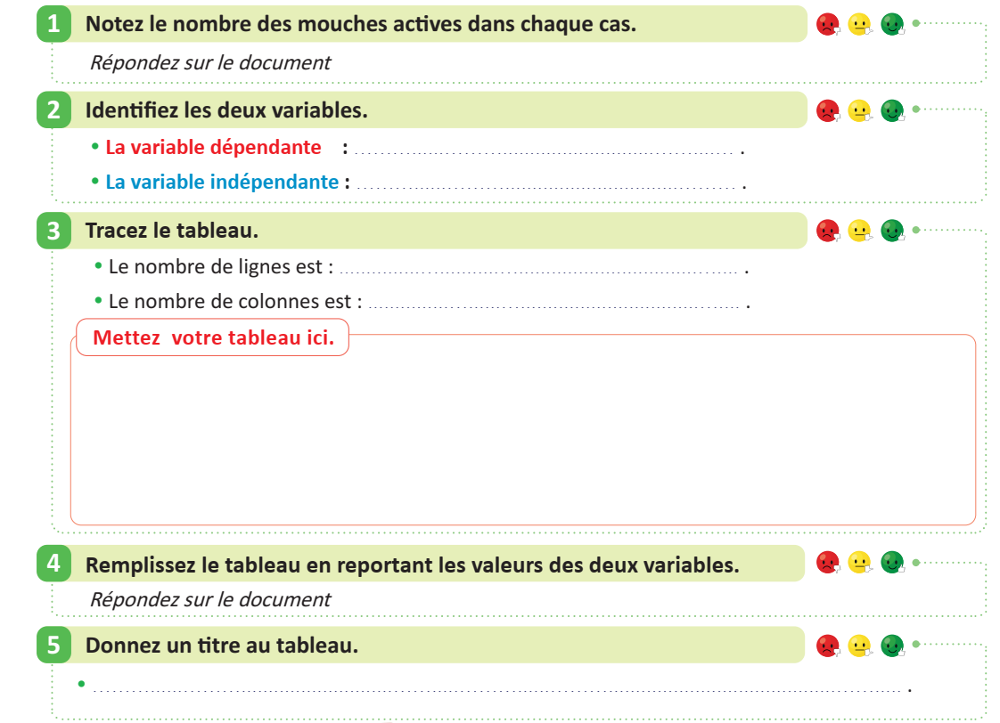 1 Notez le nombre des mouches actives dans chaque cas.
Répondez sur le document
2 Identifiez les deux variables.
• La variable dépendante : .................................................. .
• La variable indépendante : .................................................. .
3 Tracez le tableau.
• Le nombre de lignes est : .................................................. .
• Le nombre de colonnes est : .................................................. .
Mettez votre tableau ici.
4 Remplissez le tableau en reportant les valeurs des deux variables.
Répondez sur le document
5 Donnez un titre au tableau.
• .................................................. .